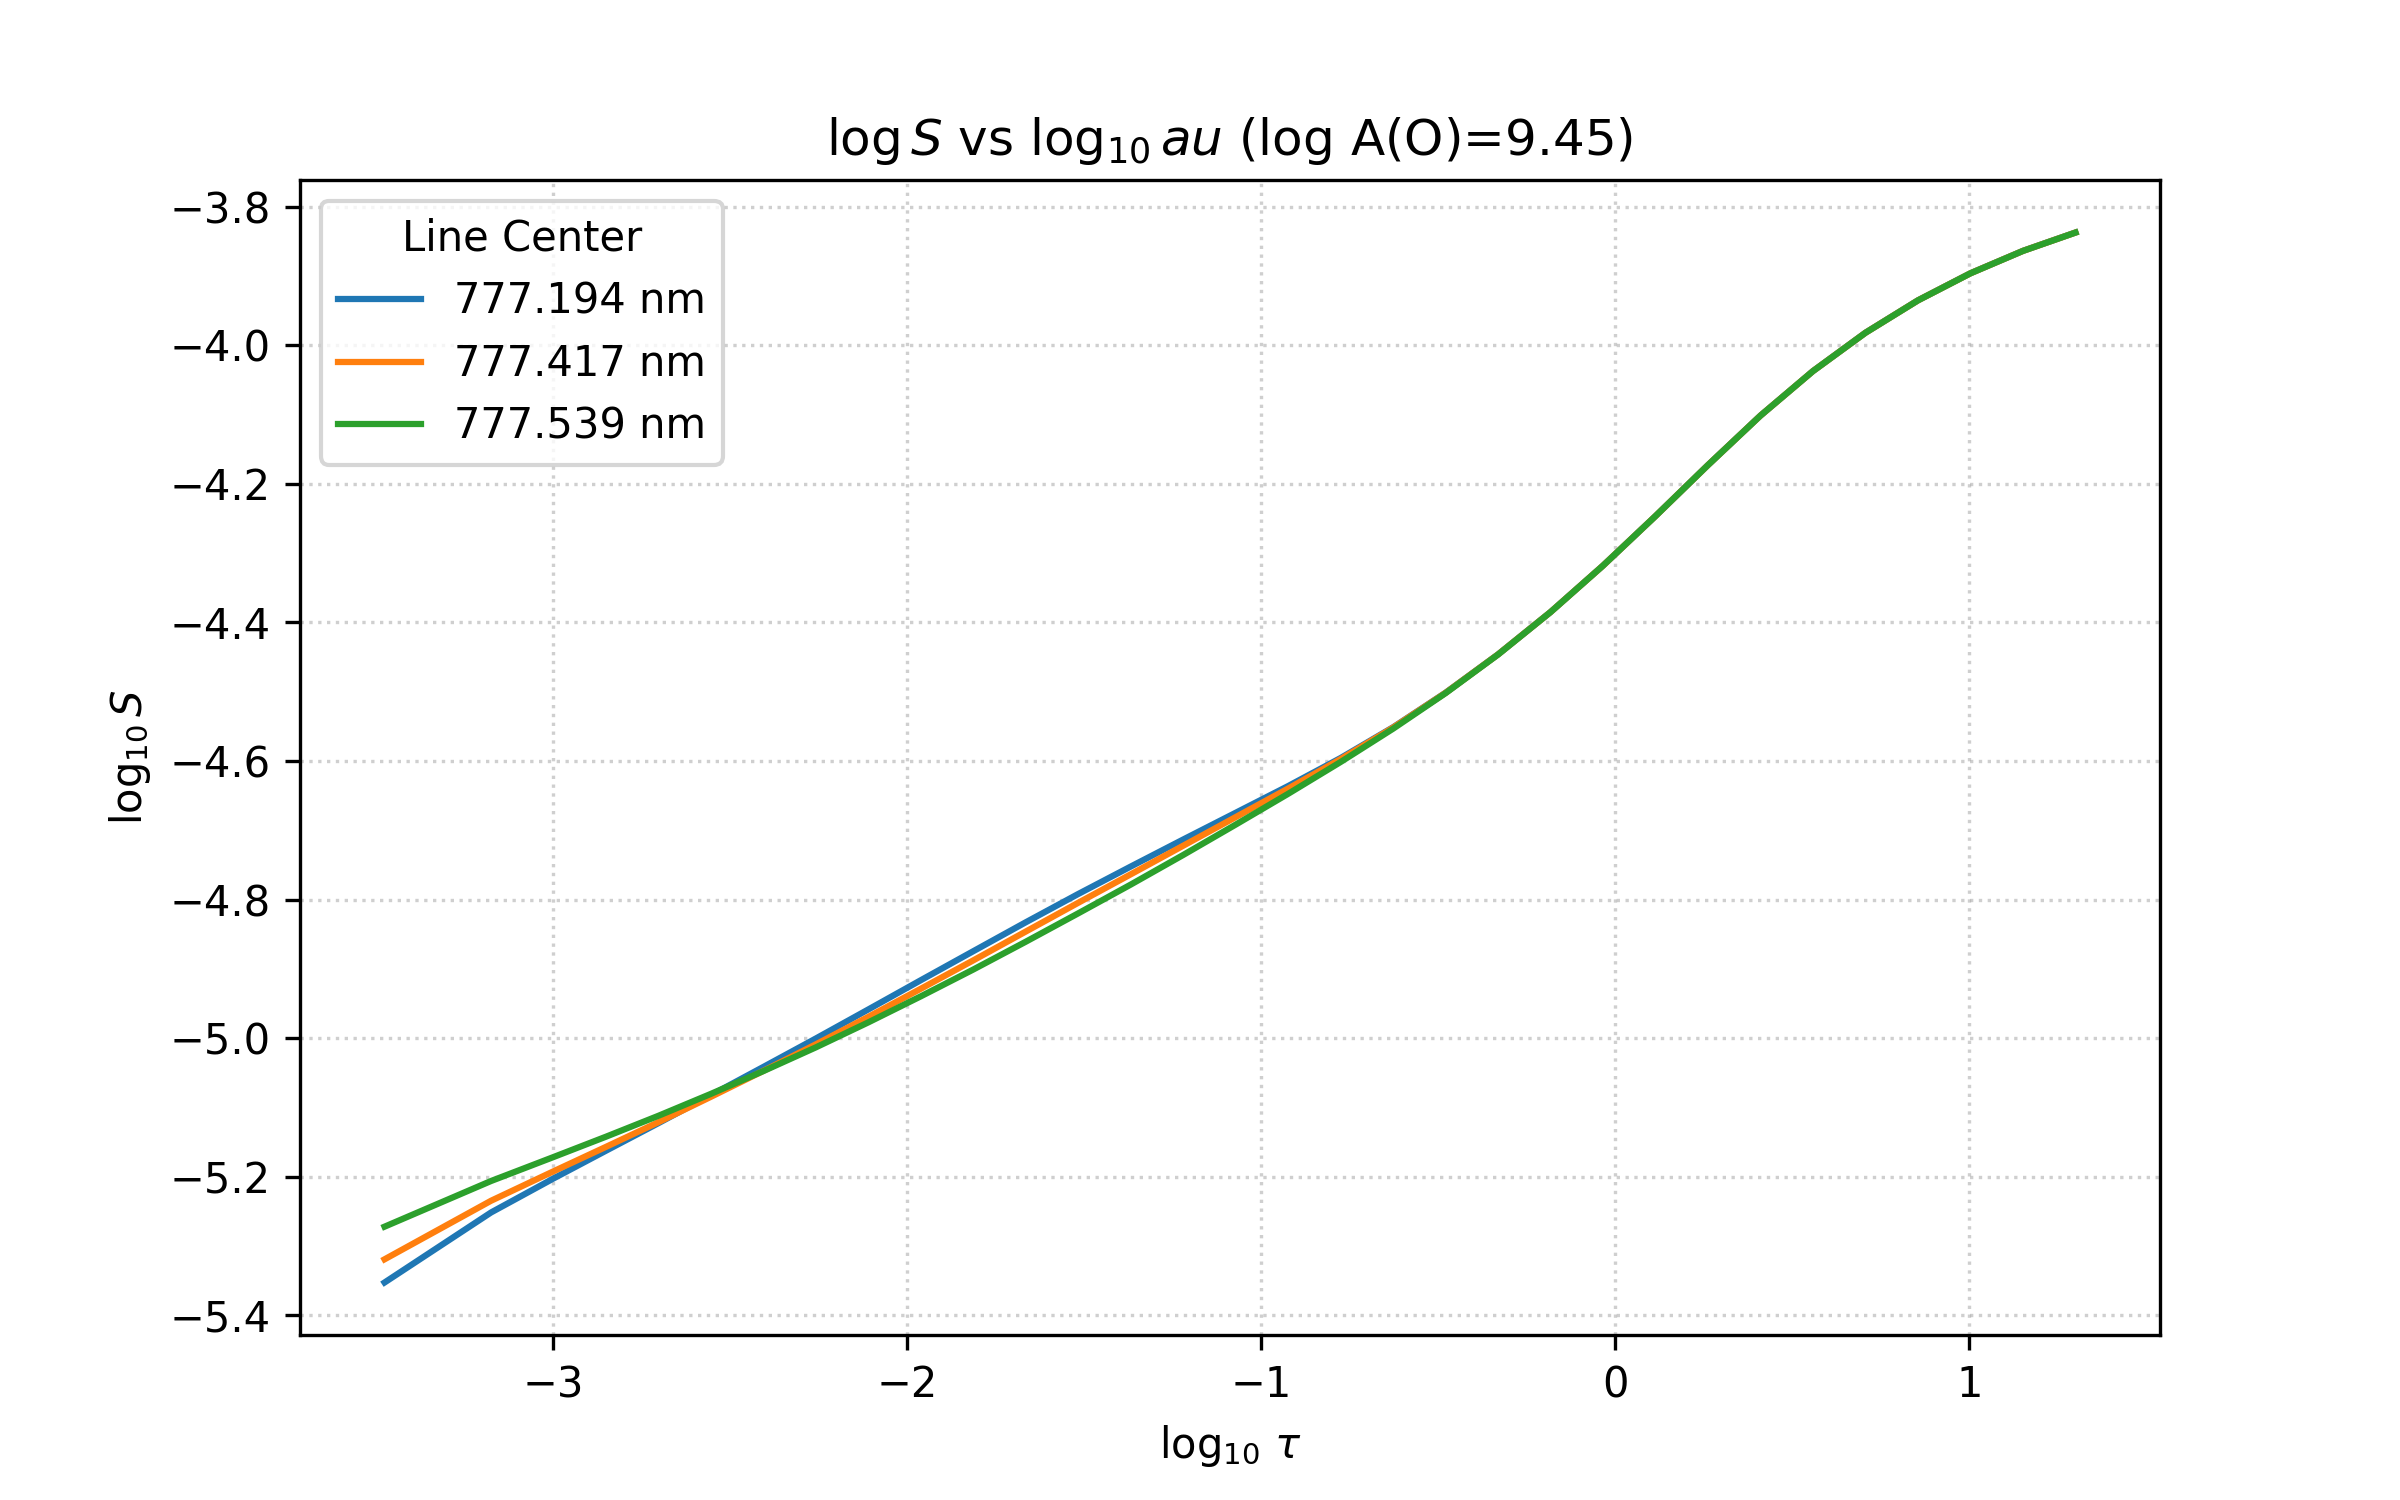 log S vs log₁₀ au (log A(O)=9.45)
Line Center
777.194 nm
777.417 nm
777.539 nm
−3.8
−4.0
−4.2
−4.4
−4.6
−4.8
−5.0
−5.2
−5.4
log₁₀ S
−3 −2 −1 0 1
log₁₀ τ